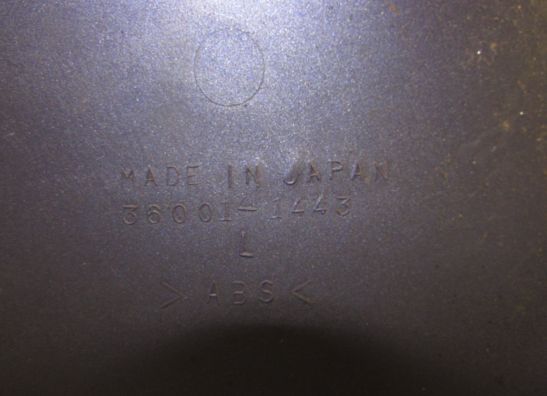 MADE IN JAPAN
36001-1443
L
> ABS <